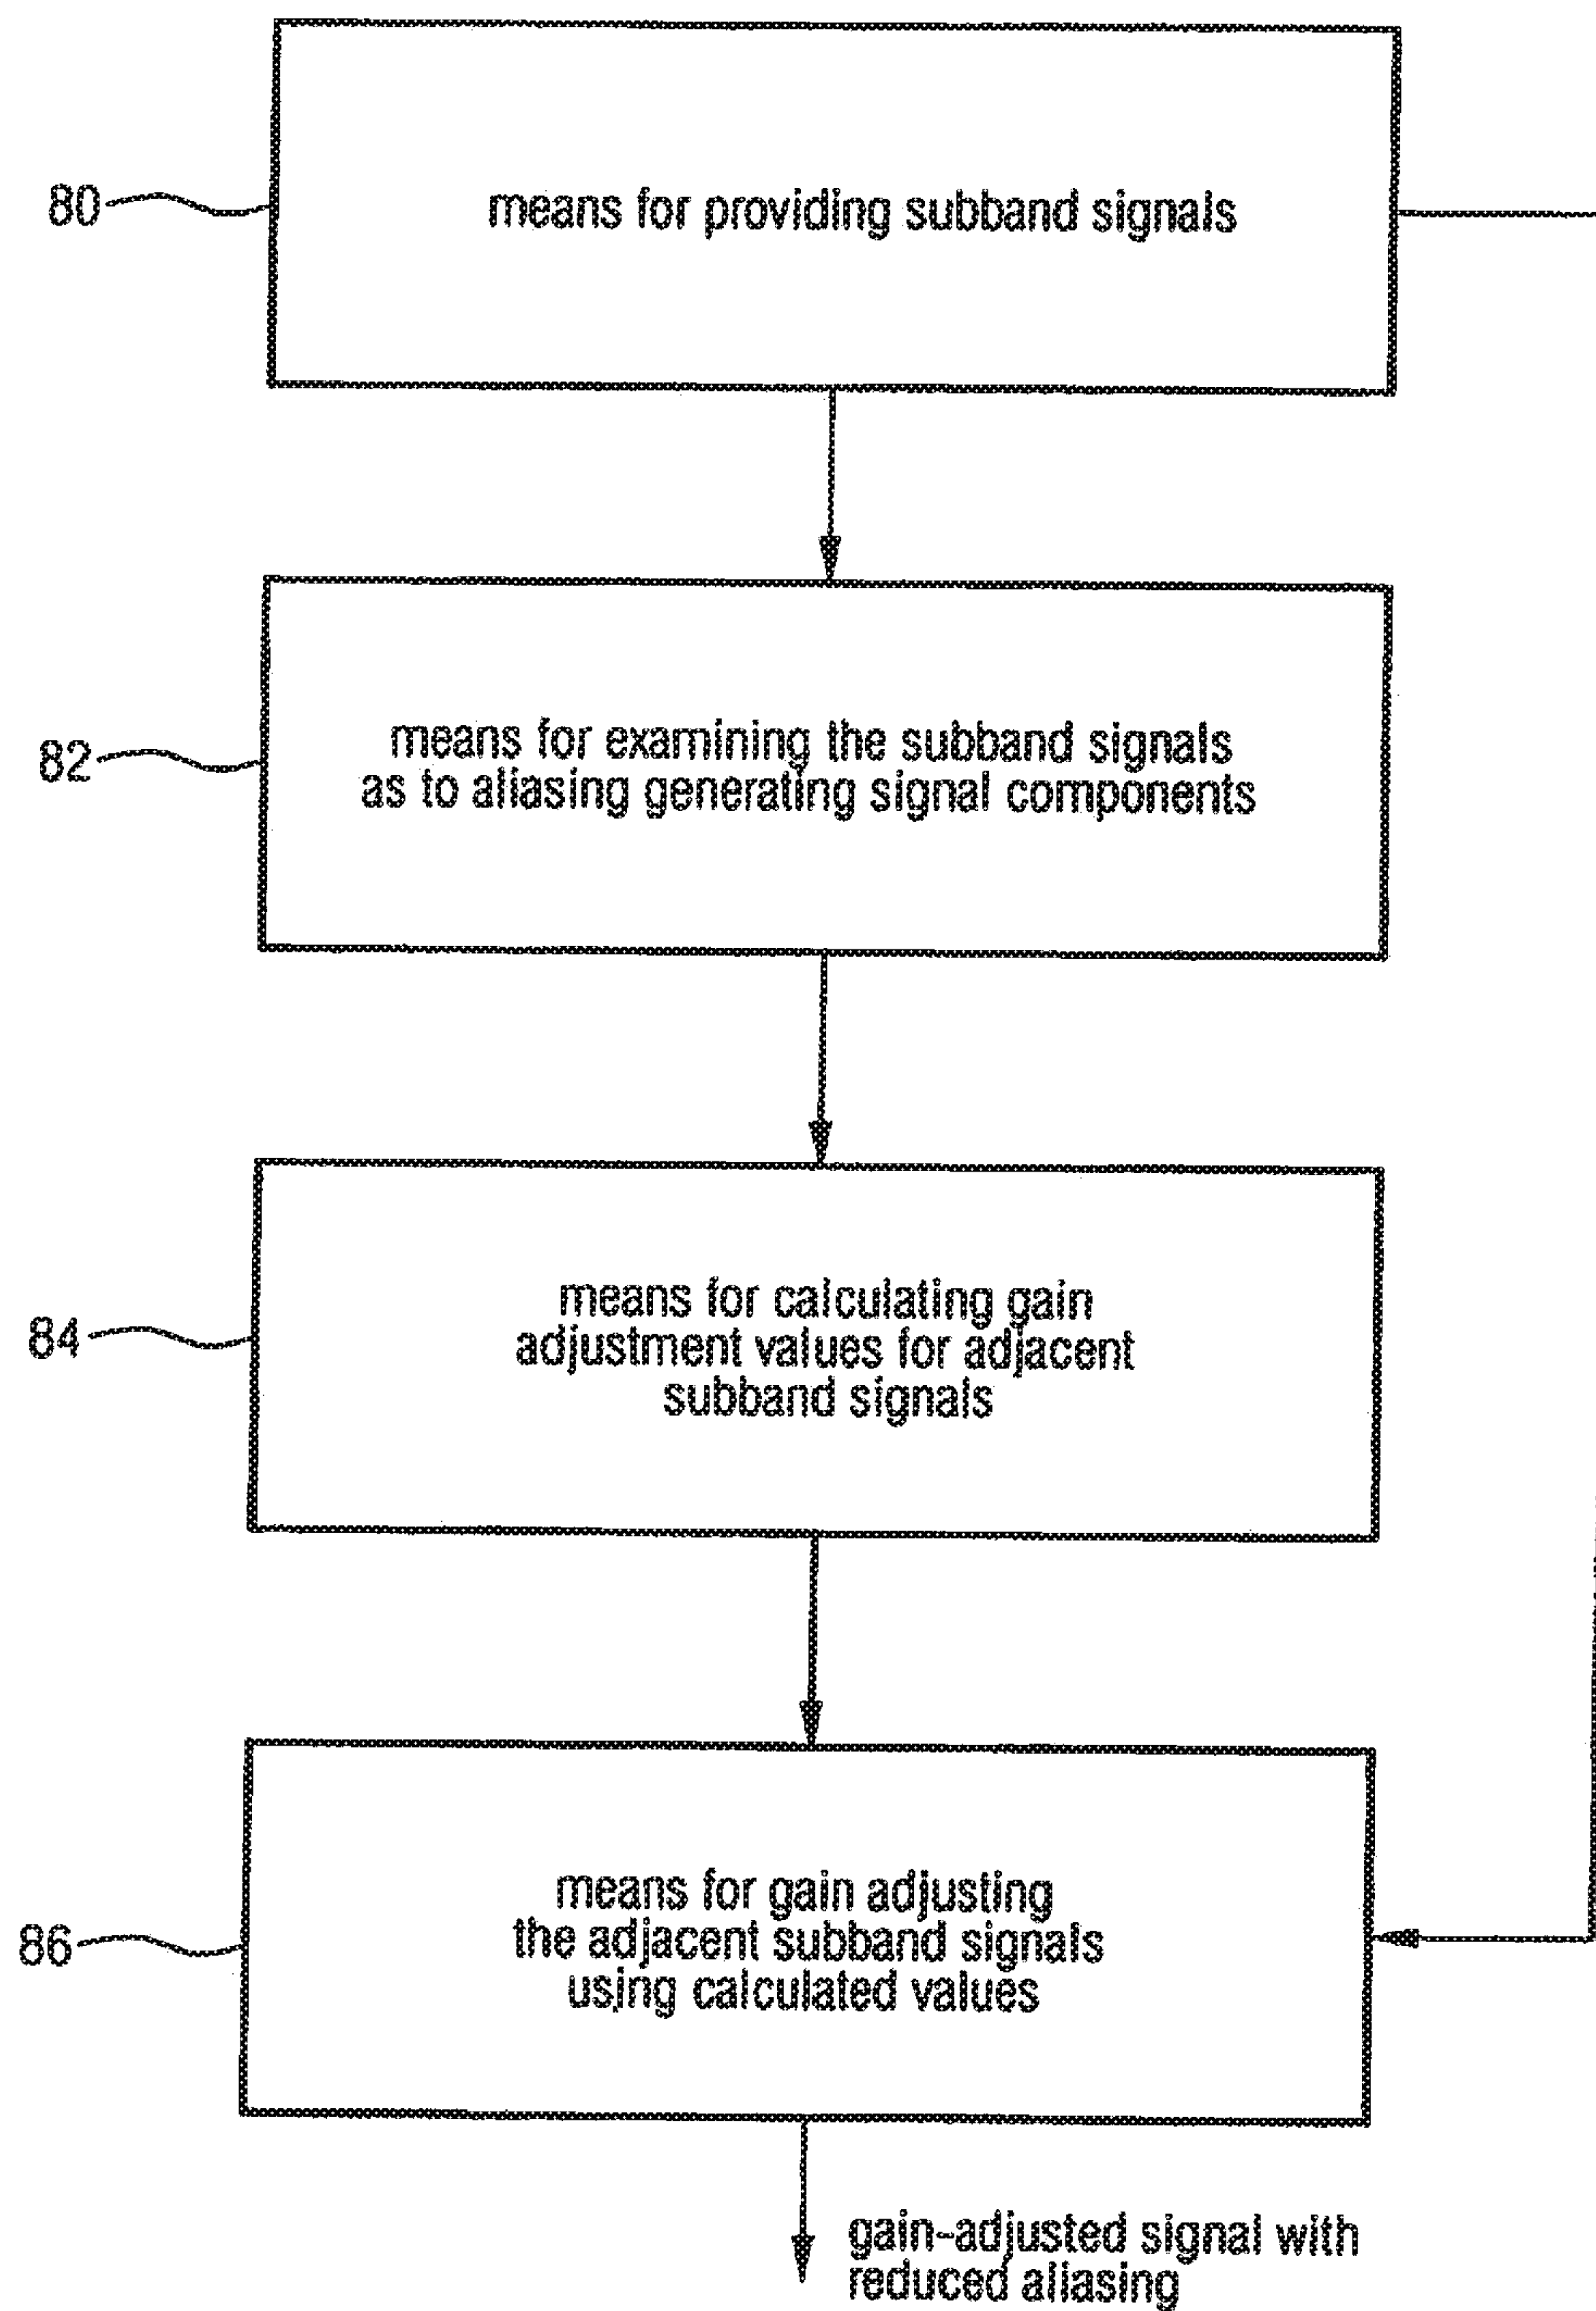 80
means for providing subband signals
82
means for examining the subband signals
as to aliasing generating signal components
84
means for calculating gain
adjustment values for adjacent
subband signals
86
means for gain adjusting
the adjacent subband signals
using calculated values
gain-adjusted signal with
reduced aliasing